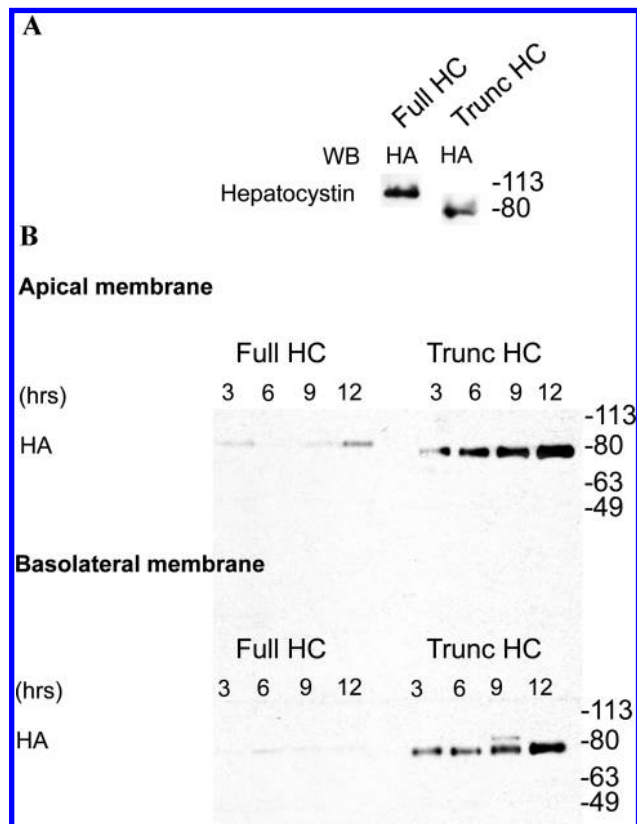 A
Full HC
Trunc HC
WB HA HA
Hepatocystin
-113
-80
B
Apical membrane
Full HC Trunc HC
(hrs) 3 6 9 12 3 6 9 12
-113
HA
-80
-63
-49
Basolateral membrane
Full HC Trunc HC
(hrs) 3 6 9 12 3 6 9 12
-113
HA
-80
-63
-49